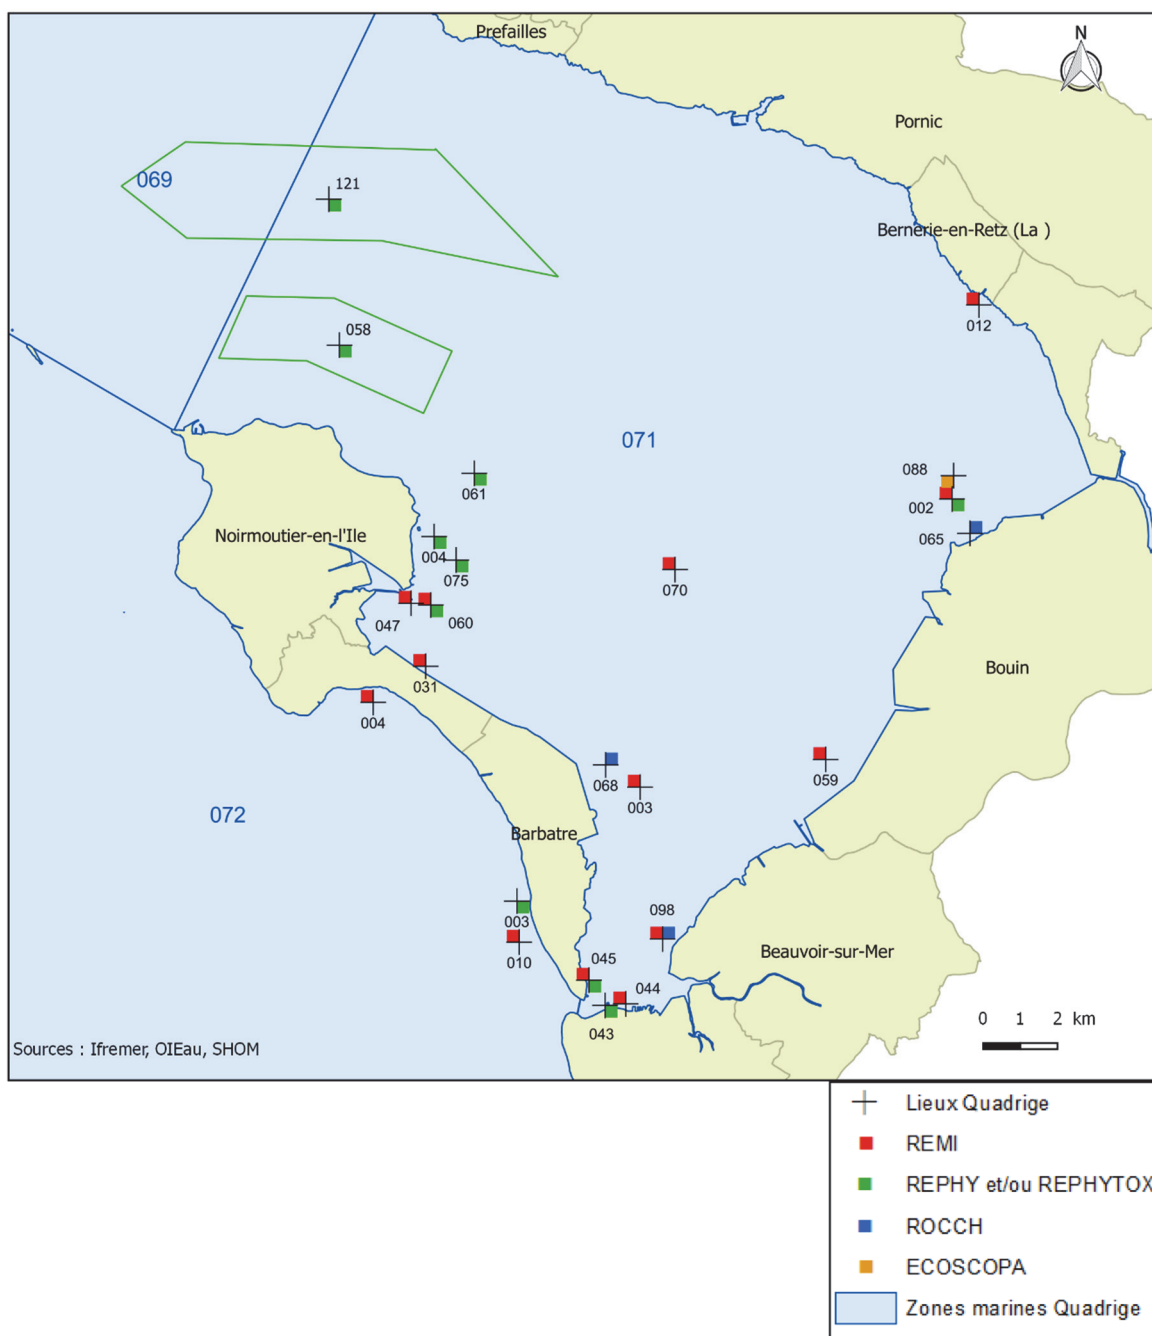 Prefailles
N
Pornic
069
121
Bernerie-en-Retz (La )
012
058
071
088
061
002
Noirmoutier-en-l'Ile
065
004
075
070
047
060
Bouin
031
004
068
059
003
072
Barbatre
003
098
010
Beauvoir-sur-Mer
045
044
043
0 1 2 km
Sources : Ifremer, OIEau, SHOM
Lieux Quadrige
REMI
REPHY et/ou REPHYTOX
ROCCH
ECOSCOPA
Zones marines Quadrige